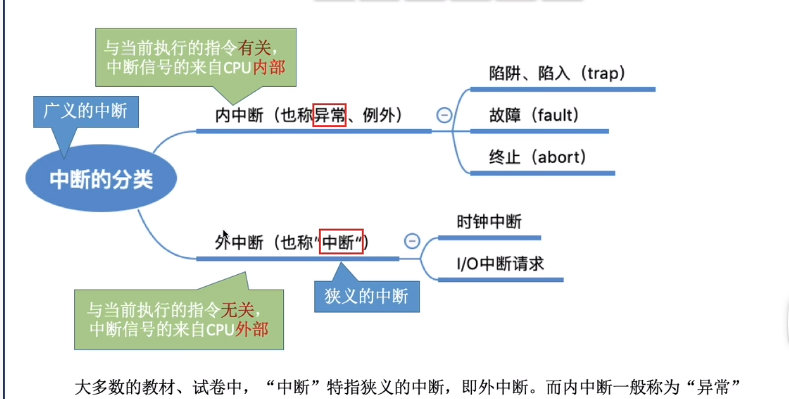 与当前执行的指令有关，
中断信号的来自CPU内部
广义的中断
内中断（也称异常、例外）
陷阱、陷入（trap）
故障（fault）
终止（abort）
中断的分类
外中断（也称“中断“）
时钟中断
I/O中断请求
狭义的中断
与当前执行的指令无关，
中断信号的来自CPU外部
大多数的教材、试卷中，“中断”特指狭义的中断，即外中断。而内中断一般称为“异常”